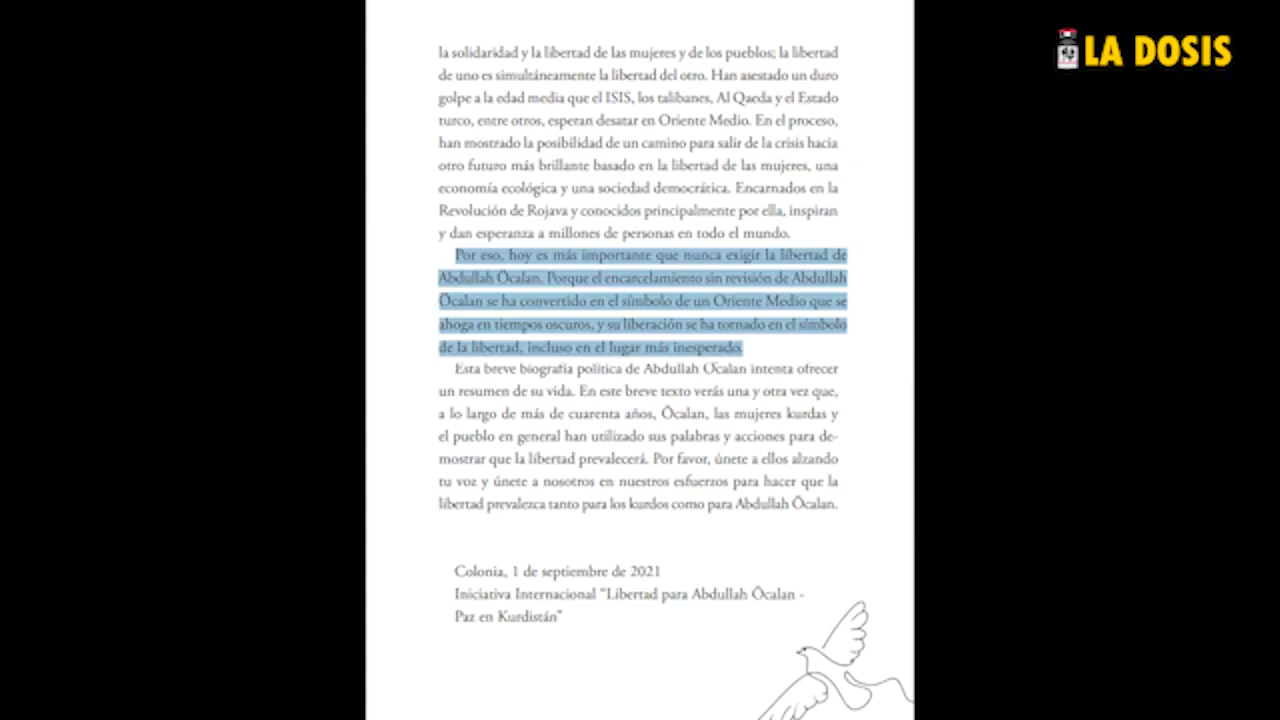 LA DOSIS
la solidaridad y la libertad de las mujeres y de los pueblos; la libertad
de uno es simultáneamente la libertad del otro. Han asestado un duro
golpe a la edad media que el ISIS, los talibanes, Al Qaeda y el Estado
turco, entre otros, esperan desatar en Oriente Medio. En el proceso,
han mostrado la posibilidad de un camino para salir de la crisis hacia
otro futuro más brillante basado en la libertad de las mujeres, una
economía ecológica y una sociedad democrática. Encarnados en la
Revolución de Rojava y conocidos principalmente por ella, inspiran
y dan esperanza a millones de personas en todo el mundo.
Por eso, hoy es más importante que nunca exigir la libertad de
Abdullah Öcalan. Porque el encarcelamiento sin revisión de Abdullah
Öcalan se ha convertido en el símbolo de un Oriente Medio que se
ahoga en tiempos oscuros, y su liberación se ha tornado en el símbolo
de la libertad, incluso en el lugar más inesperado.
Esta breve biografía política de Abdullah Öcalan intenta ofrecer
un resumen de su vida. En este breve texto verás una y otra vez que,
a lo largo de más de cuarenta años, Öcalan, las mujeres kurdas y
el pueblo en general han utilizado sus palabras y acciones para de-
mostrar que la libertad prevalecerá. Por favor, únete a ellos alzando
tu voz y únete a nosotros en nuestros esfuerzos para hacer que la
libertad prevalezca tanto para los kurdos como para Abdullah Öcalan.
Colonia, 1 de septiembre de 2021
Iniciativa Internacional "Libertad para Abdullah Öcalan -
Paz en Kurdistán"